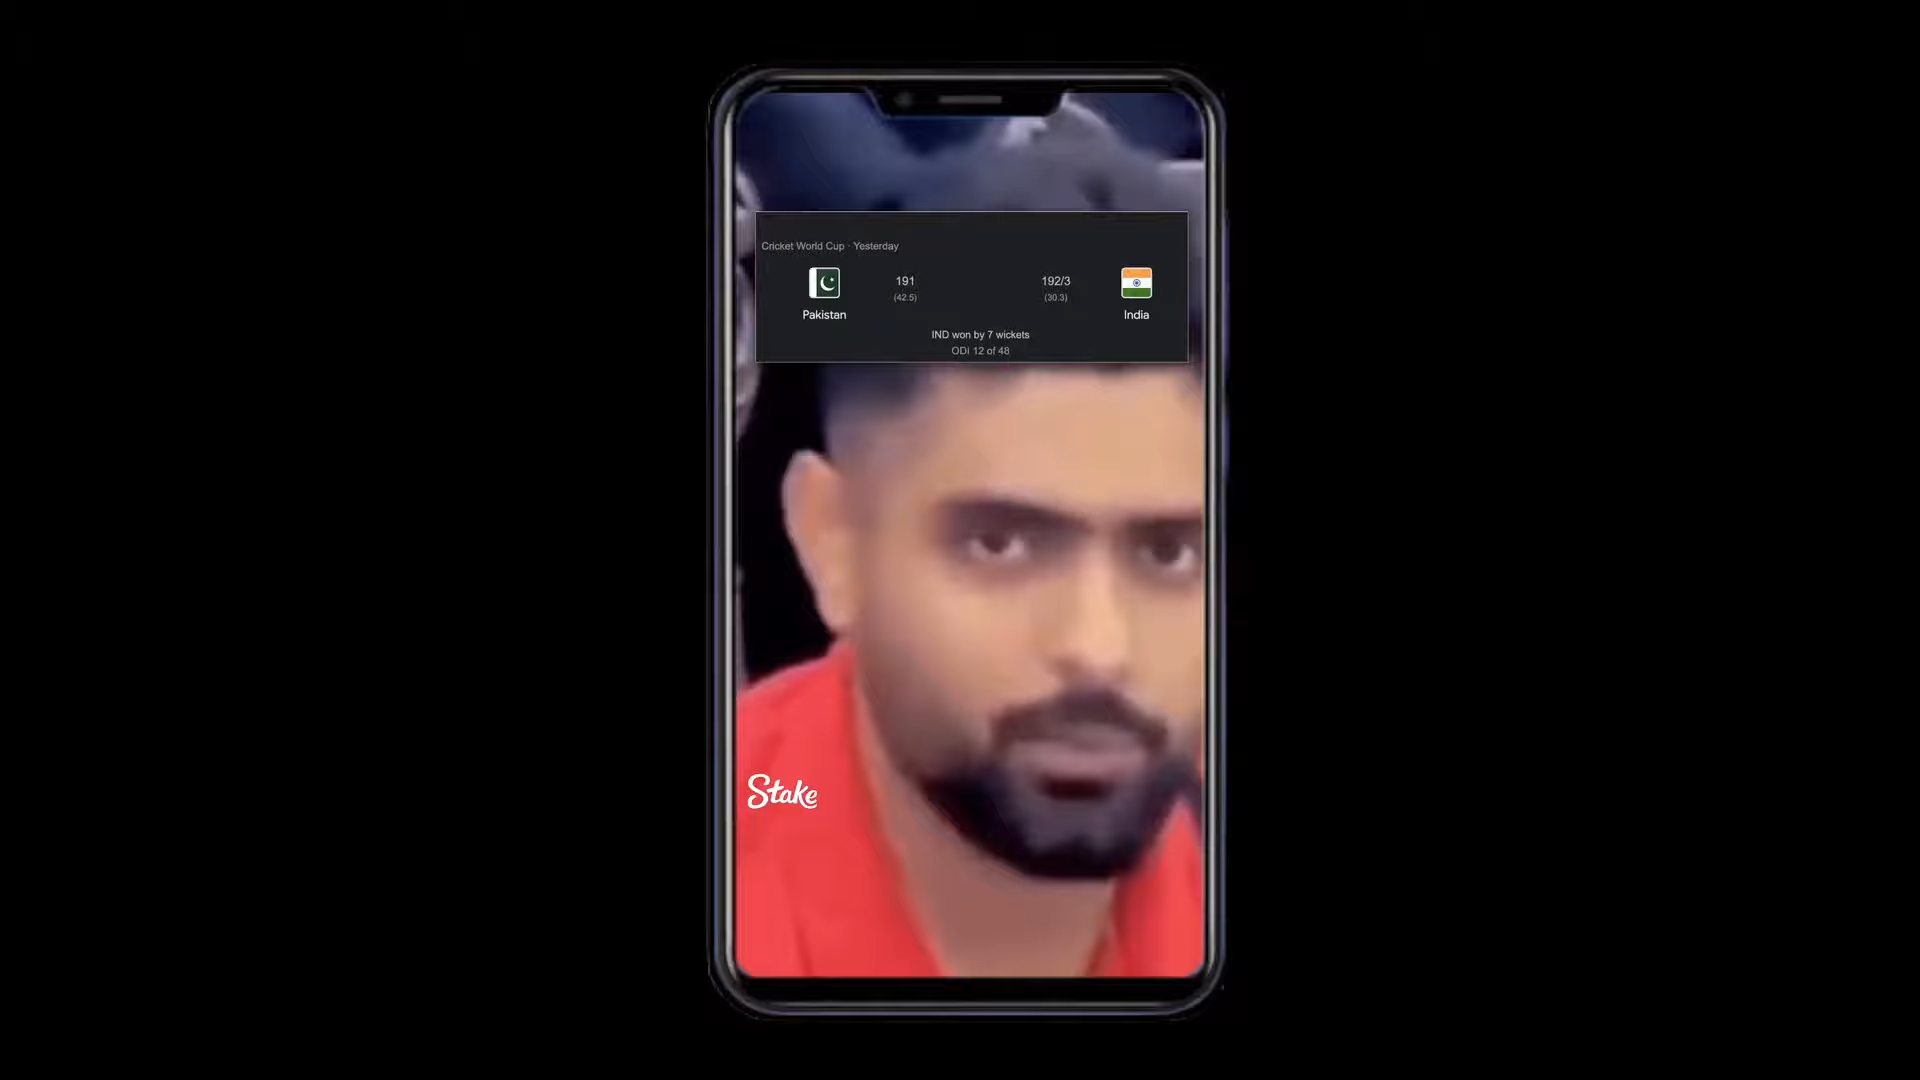 Cricket World Cup · Yesterday
191 192/3
(42.5) (30.3)
Pakistan India
IND won by 7 wickets
ODI 12 of 48
Stake